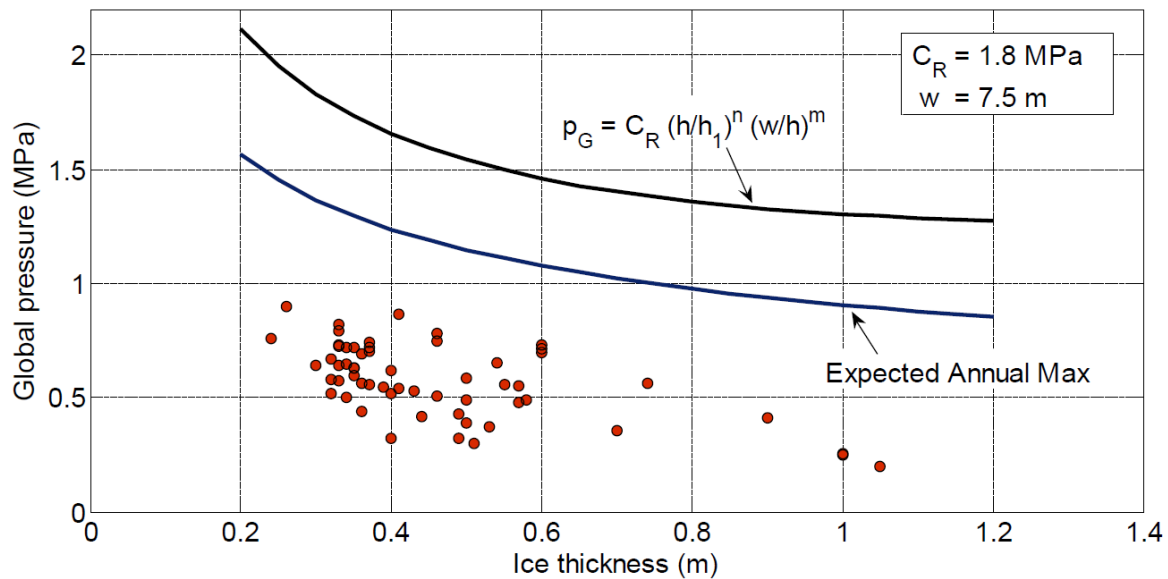 2
1.5
1
0.5
0
Global pressure (MPa)
C_R = 1.8 MPa
w = 7.5 m
p_G = C_R (h/h_1)^n (w/h)^m
Expected Annual Max
0 0.2 0.4 0.6 0.8 1 1.2 1.4
Ice thickness (m)